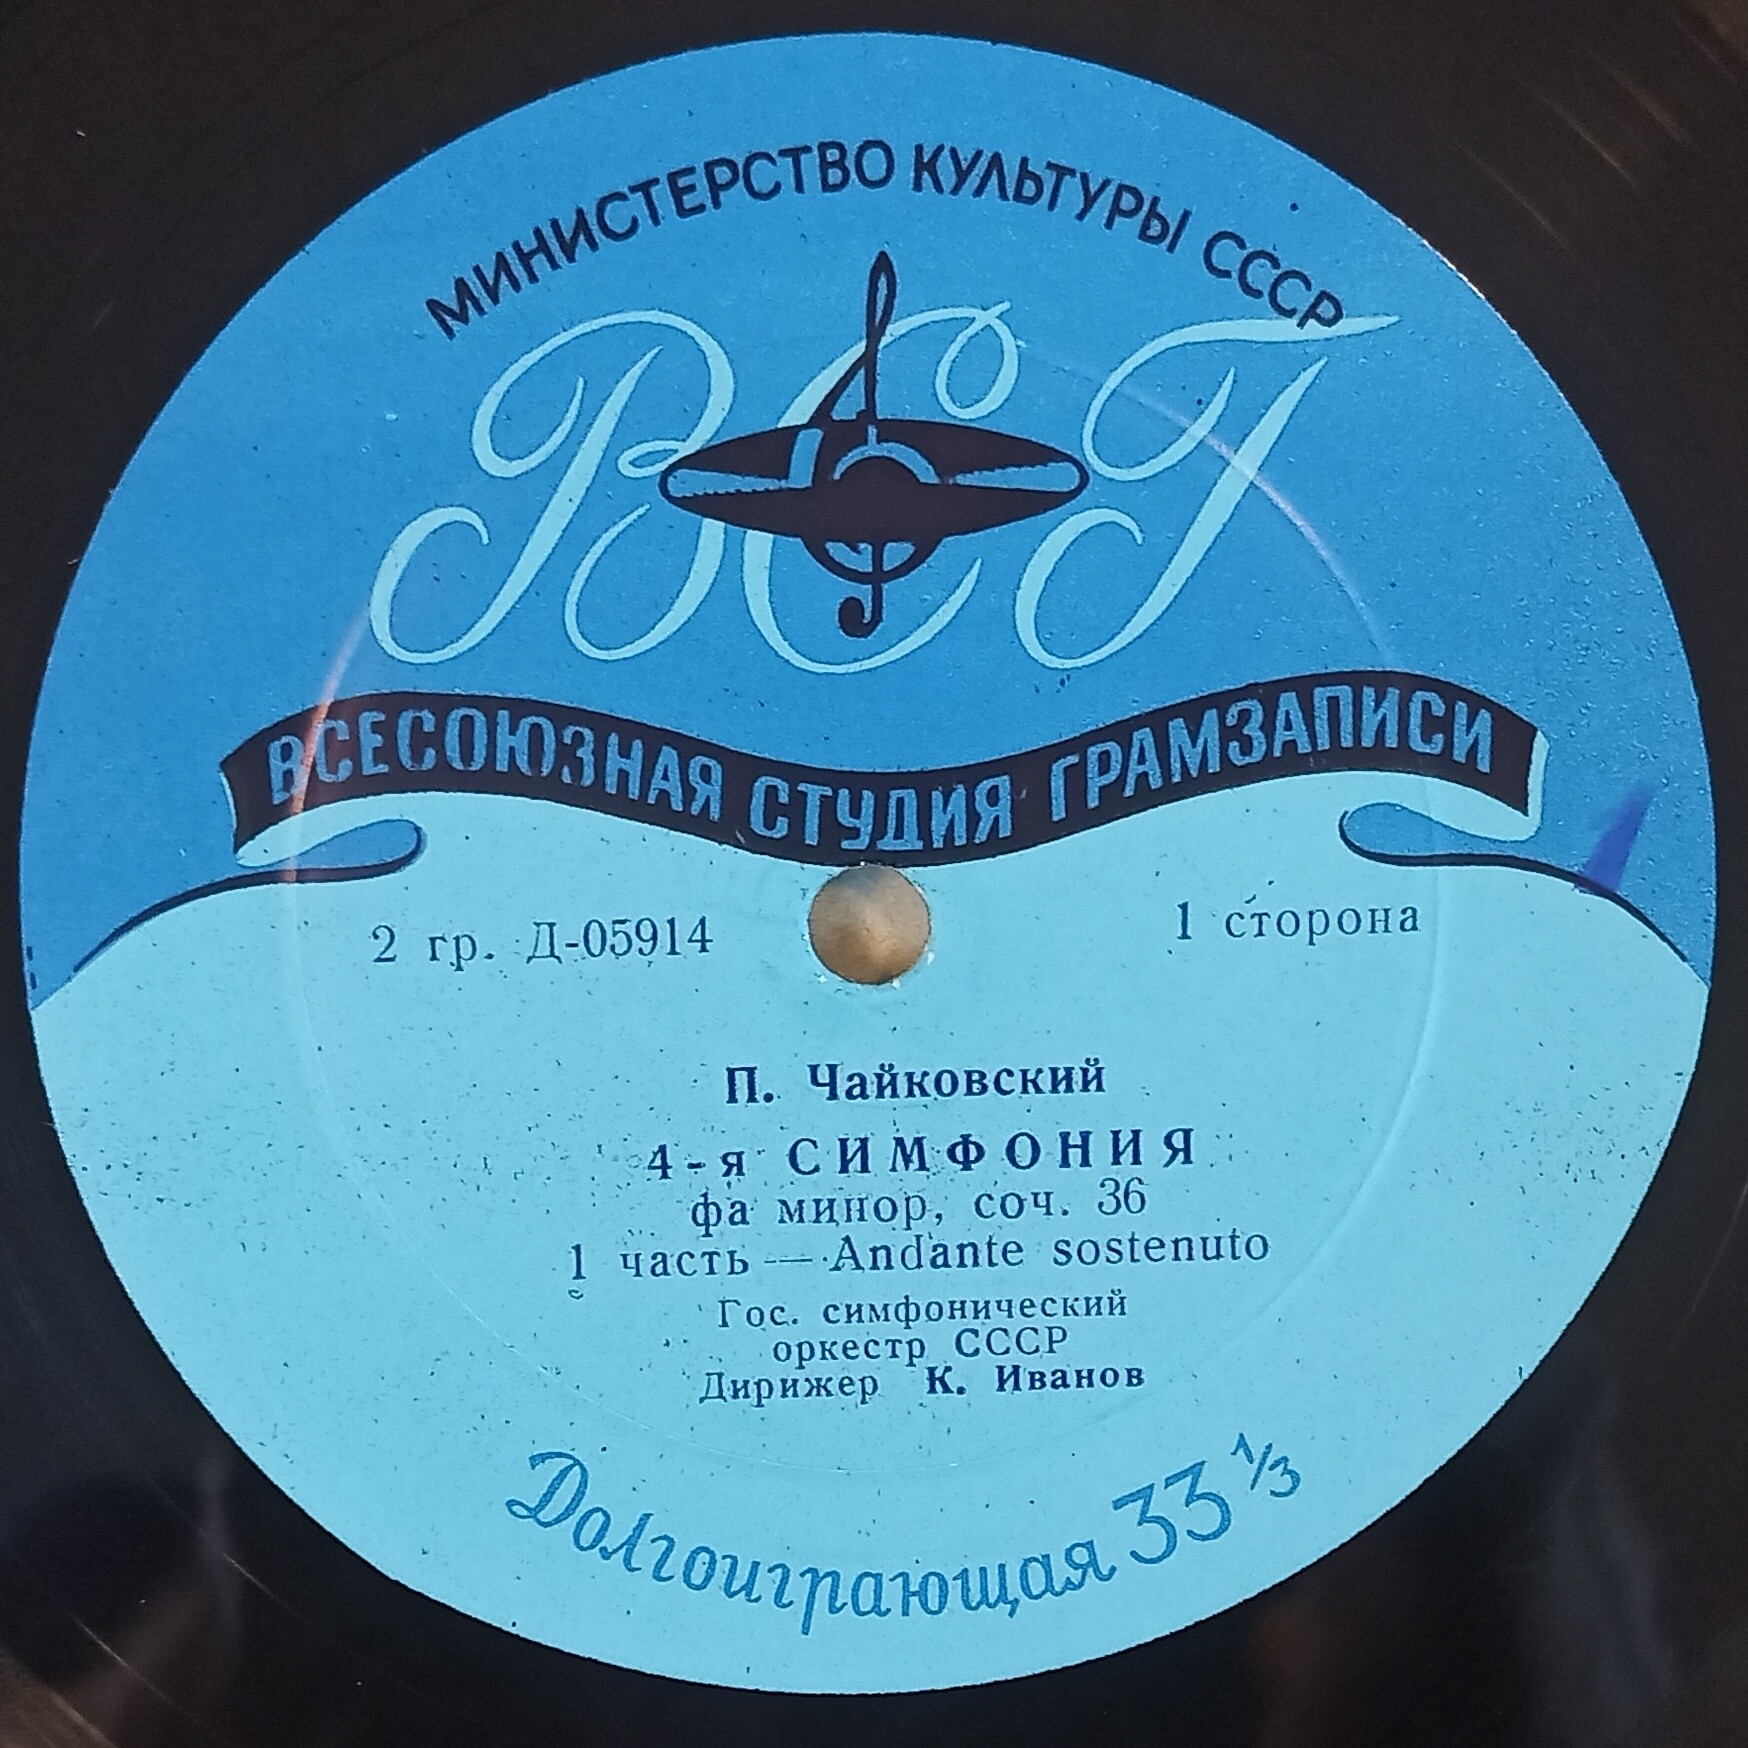 МИНИСТЕРСТВО КУЛЬТУРЫ СССР
ВСГ
ВСЕСОЮЗНАЯ СТУДИЯ ГРАМЗАПИСИ
2 гр. Д-05914
1 сторона
П. Чайковский
4-я СИМФОНИЯ
фа минор, соч. 36
1 часть — Andante sostenuto
Гос. симфонический
оркестр СССР
Дирижер К. Иванов
Долгоиграющая 33 1/3